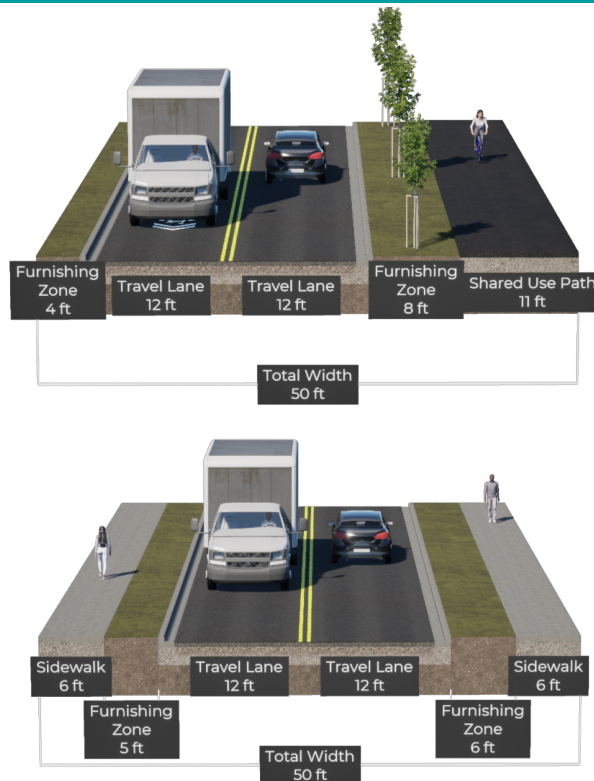 Furnishing
Zone
4 ft
Travel Lane
12 ft
Travel Lane
12 ft
Furnishing
Zone
8 ft
Shared Use Path
11 ft
Total Width
50 ft
Sidewalk
6 ft
Furnishing
Zone
5 ft
Travel Lane
12 ft
Travel Lane
12 ft
Furnishing
Zone
6 ft
Sidewalk
6 ft
Total Width
50 ft